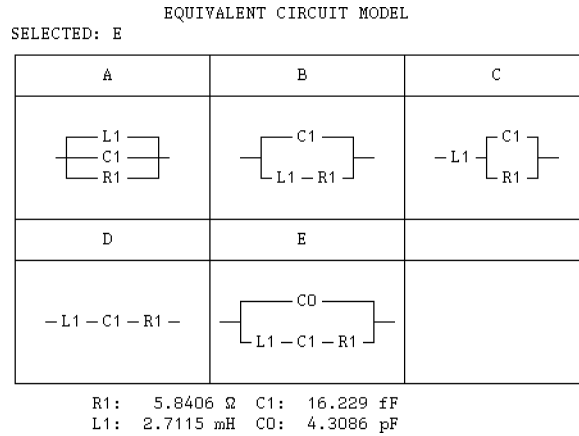 EQUIVALENT CIRCUIT MODEL
SELECTED: E
A B C
L1
C1
R1
C1
L1 R1
C1
L1
R1
D E
L1 C1 R1
C0
L1 C1 R1
R1: 5.8406 Ω C1: 16.229 fF
L1: 2.7115 mH C0: 4.3086 pF